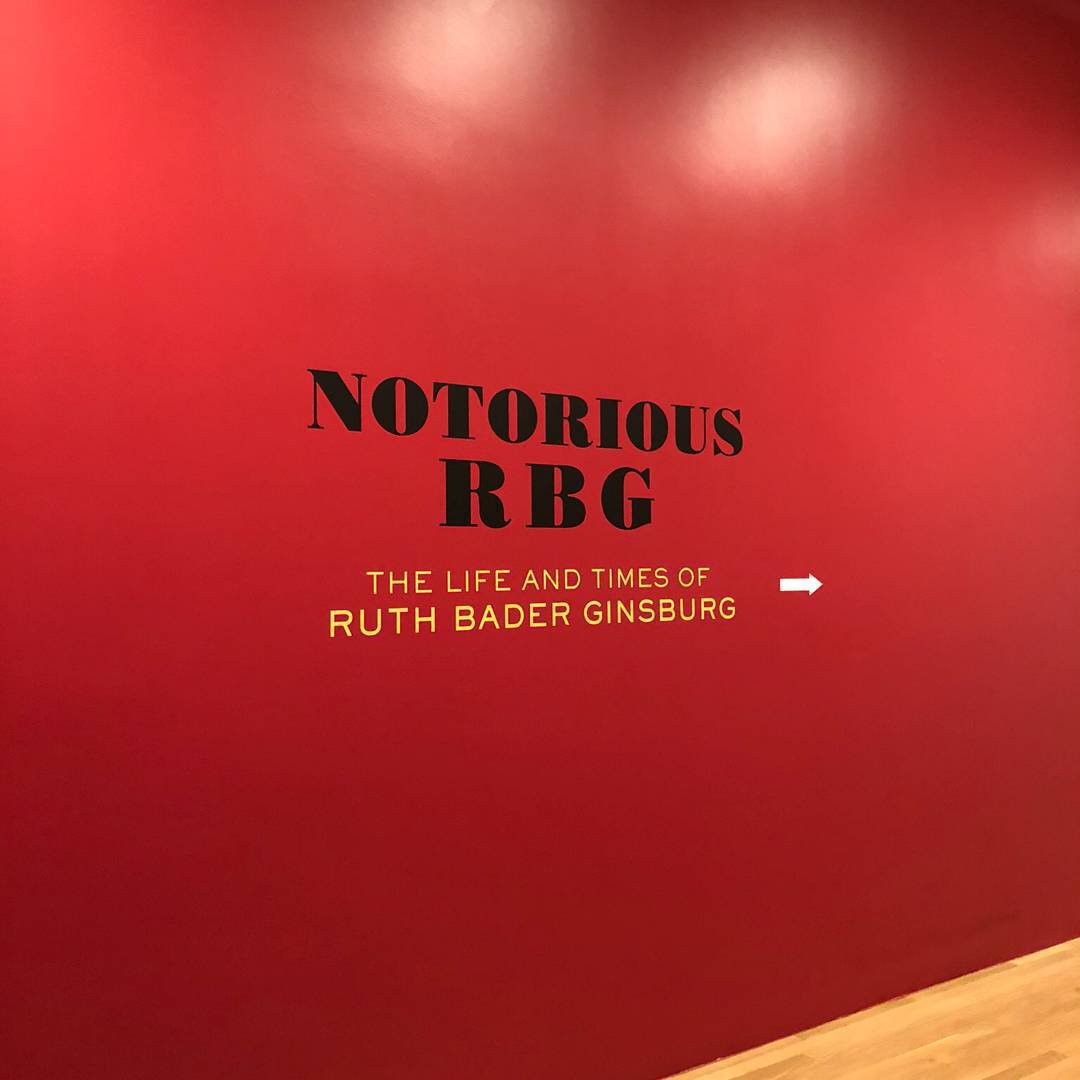 NOTORIOUS
RBG
THE LIFE AND TIMES OF
RUTH BADER GINSBURG